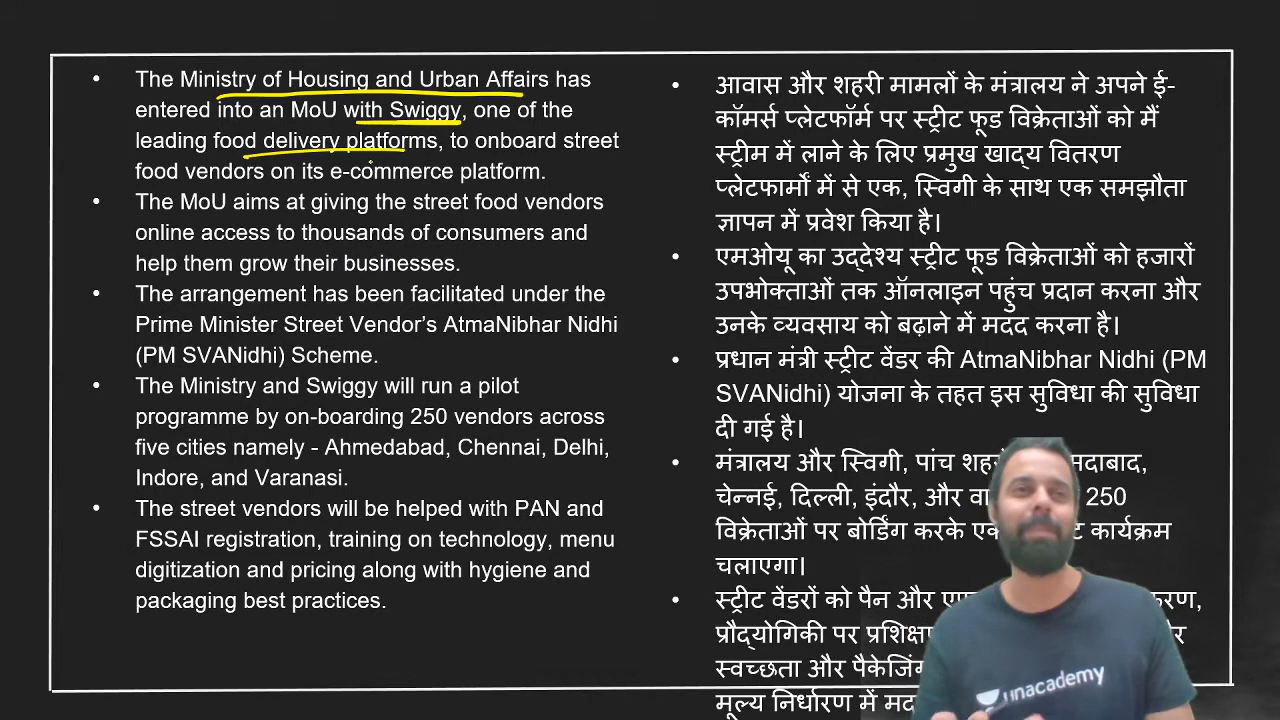 The Ministry of Housing and Urban Affairs has
entered into an MoU with Swiggy, one of the
leading food delivery platforms, to onboard street
food vendors on its e-commerce platform.
The MoU aims at giving the street food vendors
online access to thousands of consumers and
help them grow their businesses.
The arrangement has been facilitated under the
Prime Minister Street Vendor's AtmaNibhar Nidhi
(PM SVANidhi) Scheme.
The Ministry and Swiggy will run a pilot
programme by on-boarding 250 vendors across
five cities namely - Ahmedabad, Chennai, Delhi,
Indore, and Varanasi.
The street vendors will be helped with PAN and
FSSAI registration, training on technology, menu
digitization and pricing along with hygiene and
packaging best practices.
आवास और शहरी मामलों के मंत्रालय ने अपने ई-
कॉमर्स प्लेटफॉर्म पर स्ट्रीट फूड विक्रेताओं को मैं
स्ट्रीम में लाने के लिए प्रमुख खाद्य वितरण
प्लेटफार्मों में से एक, स्विगी के साथ एक समझौता
ज्ञापन में प्रवेश किया है।
एमओयू का उद्देश्य स्ट्रीट फूड विक्रेताओं को हजारों
उपभोक्ताओं तक ऑनलाइन पहुंच प्रदान करना और
उनके व्यवसाय को बढ़ाने में मदद करना है।
प्रधान मंत्री स्ट्रीट वेंडर की AtmaNibhar Nidhi (PM
SVANidhi) योजना के तहत इस सुविधा की सुविधा
दी गई है।
मंत्रालय और स्विगी, पांच
चेन्नई, दिल्ली, इंदौर, और 250
विक्रेताओं पर बोर्डिंग करके कार्यक्रम
चलाएगा।
स्ट्रीट वेंडरों को पैन और
प्रौद्योगिकी पर
स्वच्छता और
मूल्य निर्धारण में
unacademy